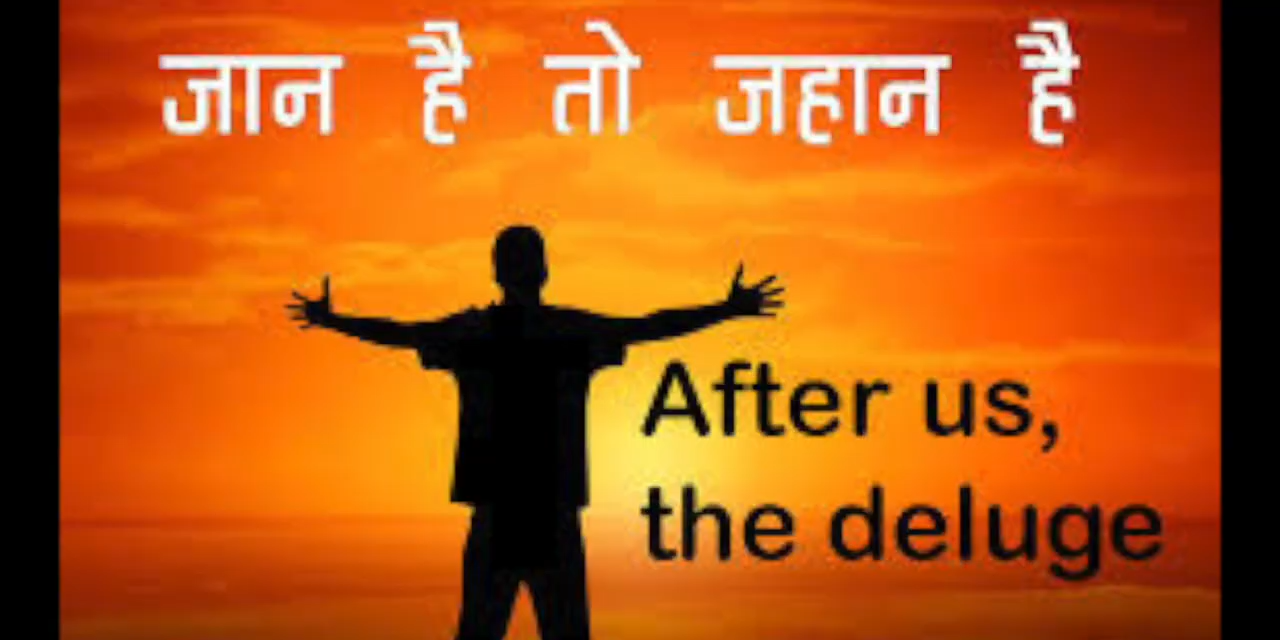 जान है तो जहान है
After us,
the deluge